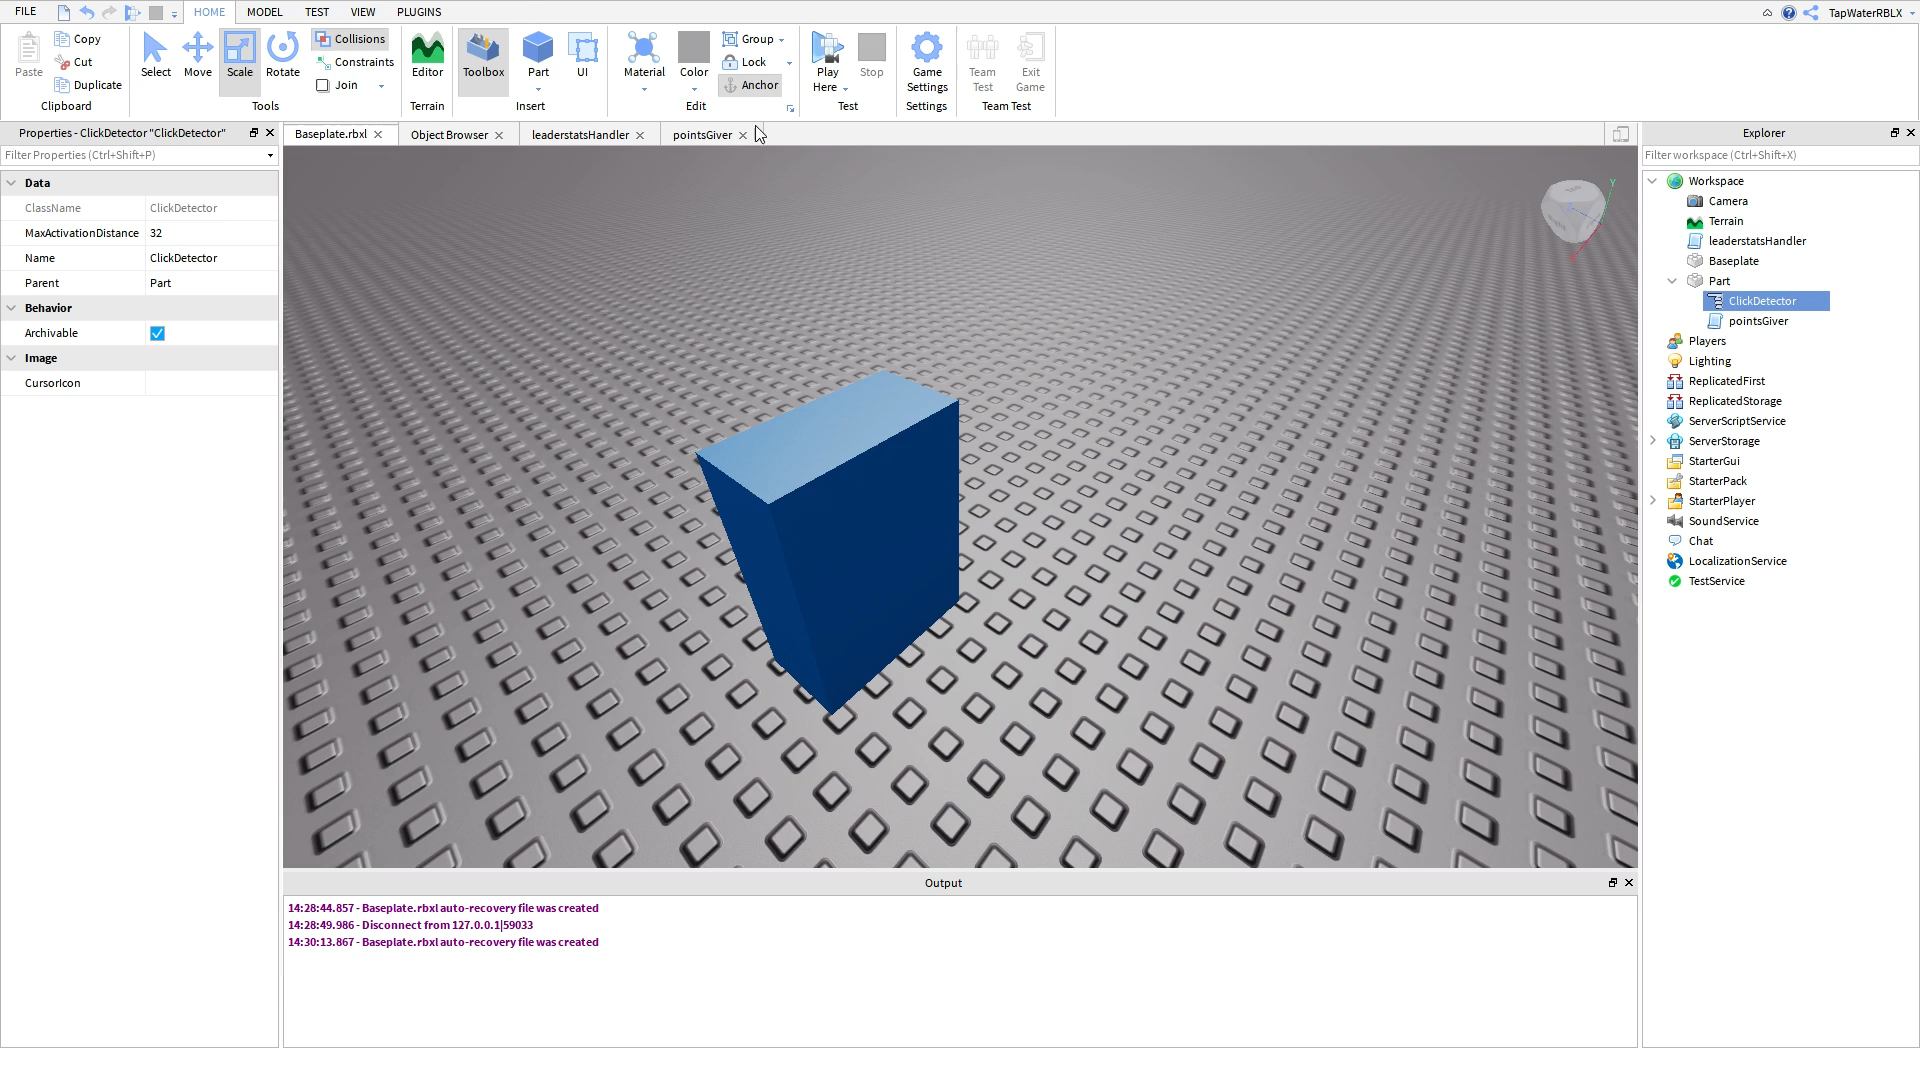 FILE
HOME
MODEL
TEST
VIEW
PLUGINS
TapWaterRBLX
Paste
Copy
Cut
Duplicate
Clipboard
Select
Move
Scale
Rotate
Collisions
Constraints
Join
Tools
Editor
Terrain
Toolbox
Part
UI
Insert
Material
Color
Group
Lock
Anchor
Edit
Play
Here
Stop
Test
Game
Settings
Settings
Team
Test
Exit
Game
Team Test
Properties - ClickDetector "ClickDetector"
Filter Properties (Ctrl+Shift+P)
Data
ClassName ClickDetector
MaxActivationDistance 32
Name ClickDetector
Parent Part
Behavior
Archivable
Image
CursorIcon
Baseplate.rbxl
Object Browser
leaderstatsHandler
pointsGiver
Y
Output
14:28:44.857 - Baseplate.rbxl auto-recovery file was created
14:28:49.986 - Disconnect from 127.0.0.1|59033
14:30:13.867 - Baseplate.rbxl auto-recovery file was created
Explorer
Filter workspace (Ctrl+Shift+X)
Workspace
Camera
Terrain
leaderstatsHandler
Baseplate
Part
ClickDetector
pointsGiver
Players
Lighting
ReplicatedFirst
ReplicatedStorage
ServerScriptService
ServerStorage
StarterGui
StarterPack
StarterPlayer
SoundService
Chat
LocalizationService
TestService